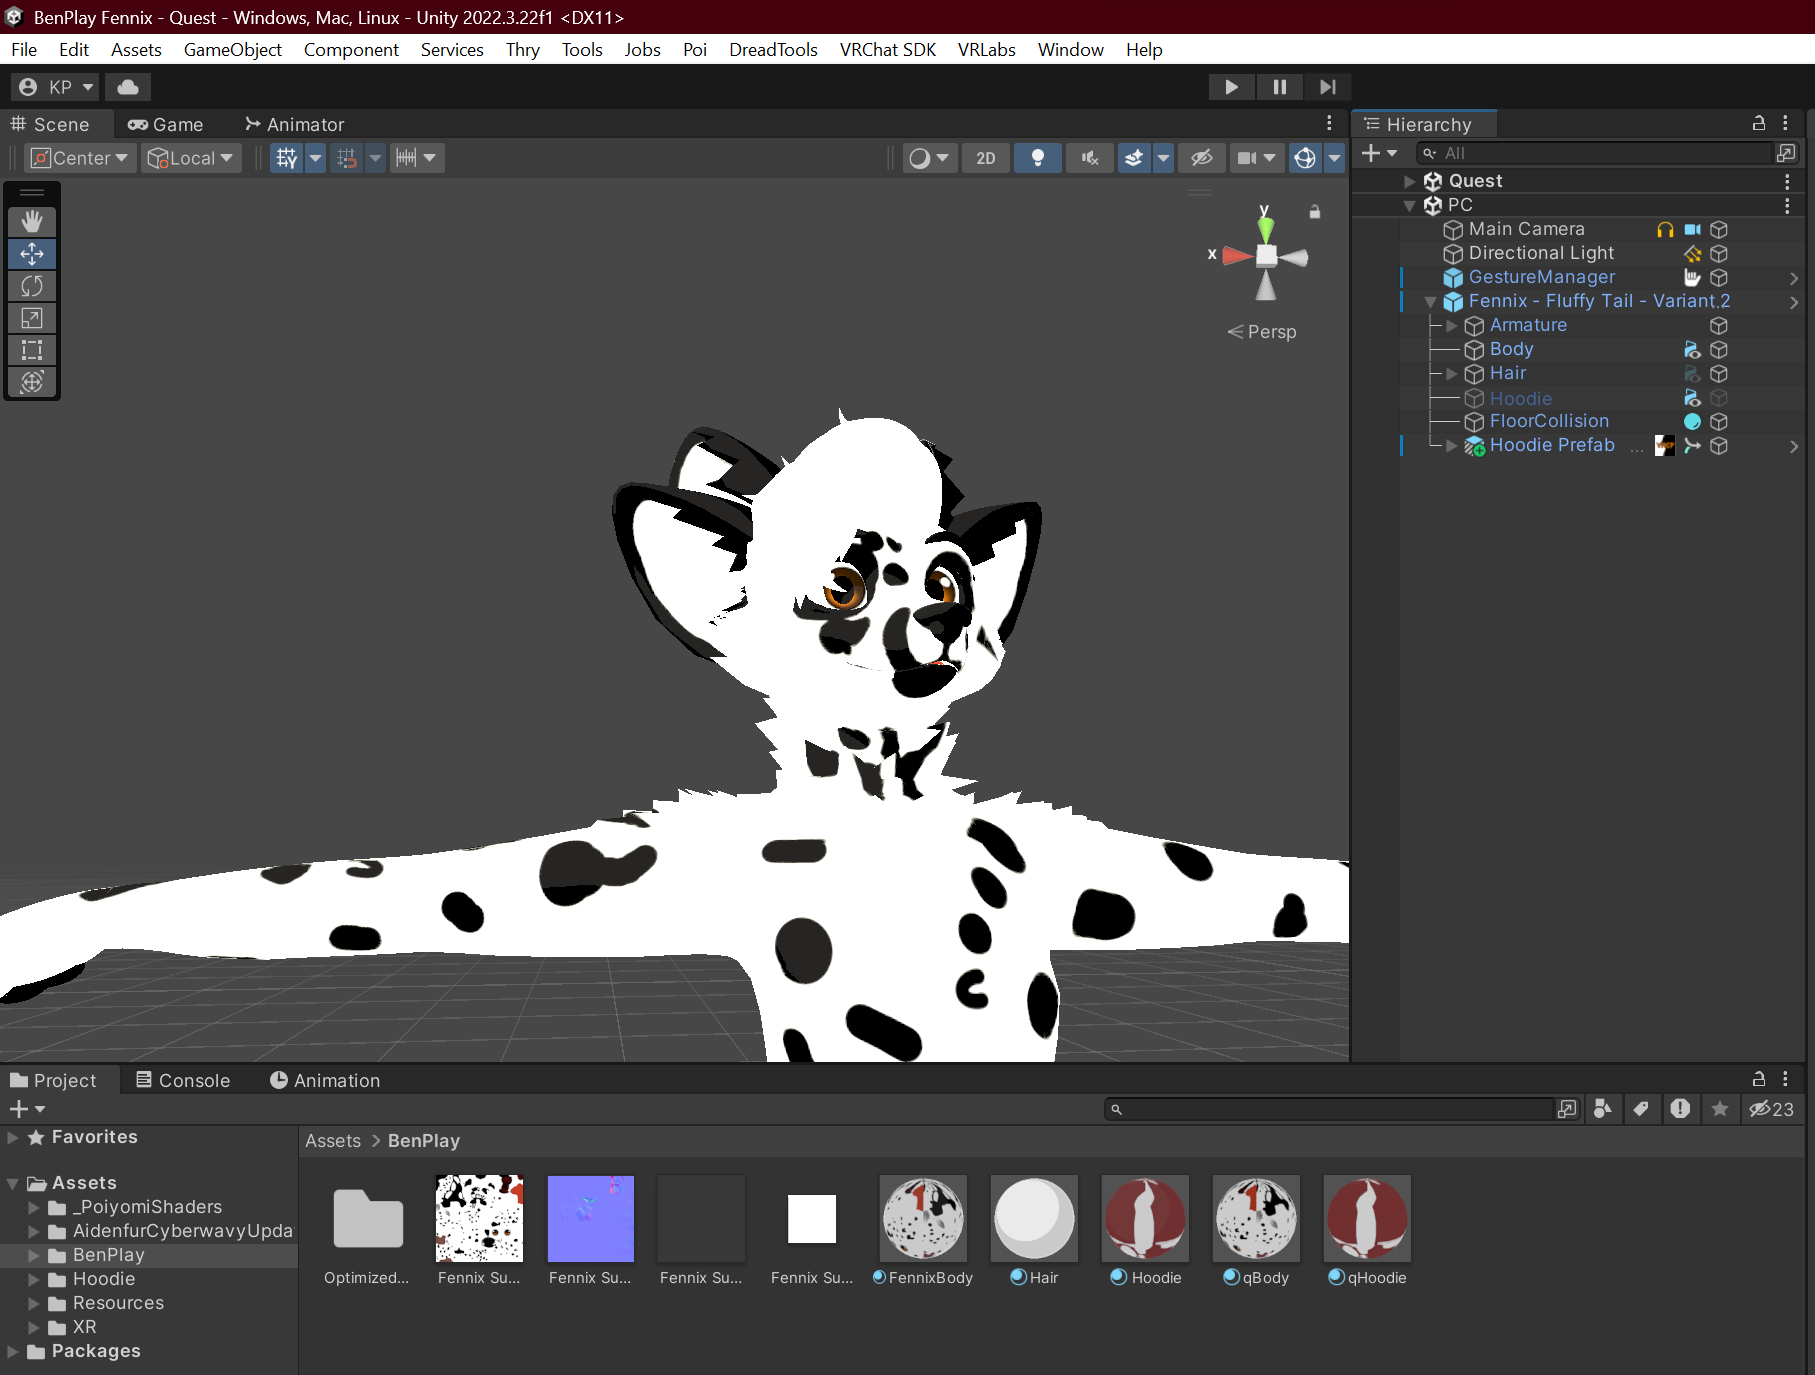 BenPlay Fennix - Quest - Windows, Mac, Linux - Unity 2022.3.22f1 <DX11>
File Edit Assets GameObject Component Services Thry Tools Jobs Poi DreadTools VRChat SDK VRLabs Window Help
KP
Scene Game Animator
Center Local 2D
y
x
Persp
Hierarchy
All
Quest
PC
Main Camera
Directional Light
GestureManager
Fennix - Fluffy Tail - Variant.2
Armature
Body
Hair
Hoodie
FloorCollision
Hoodie Prefab ...
Project Console Animation
23
Favorites
Assets
_PoiyomiShaders
AidenfurCyberwavyUpda
BenPlay
Hoodie
Resources
XR
Packages
Assets > BenPlay
Optimized... Fennix Su... Fennix Su... Fennix Su... Fennix Su... FennixBody Hair Hoodie qBody qHoodie